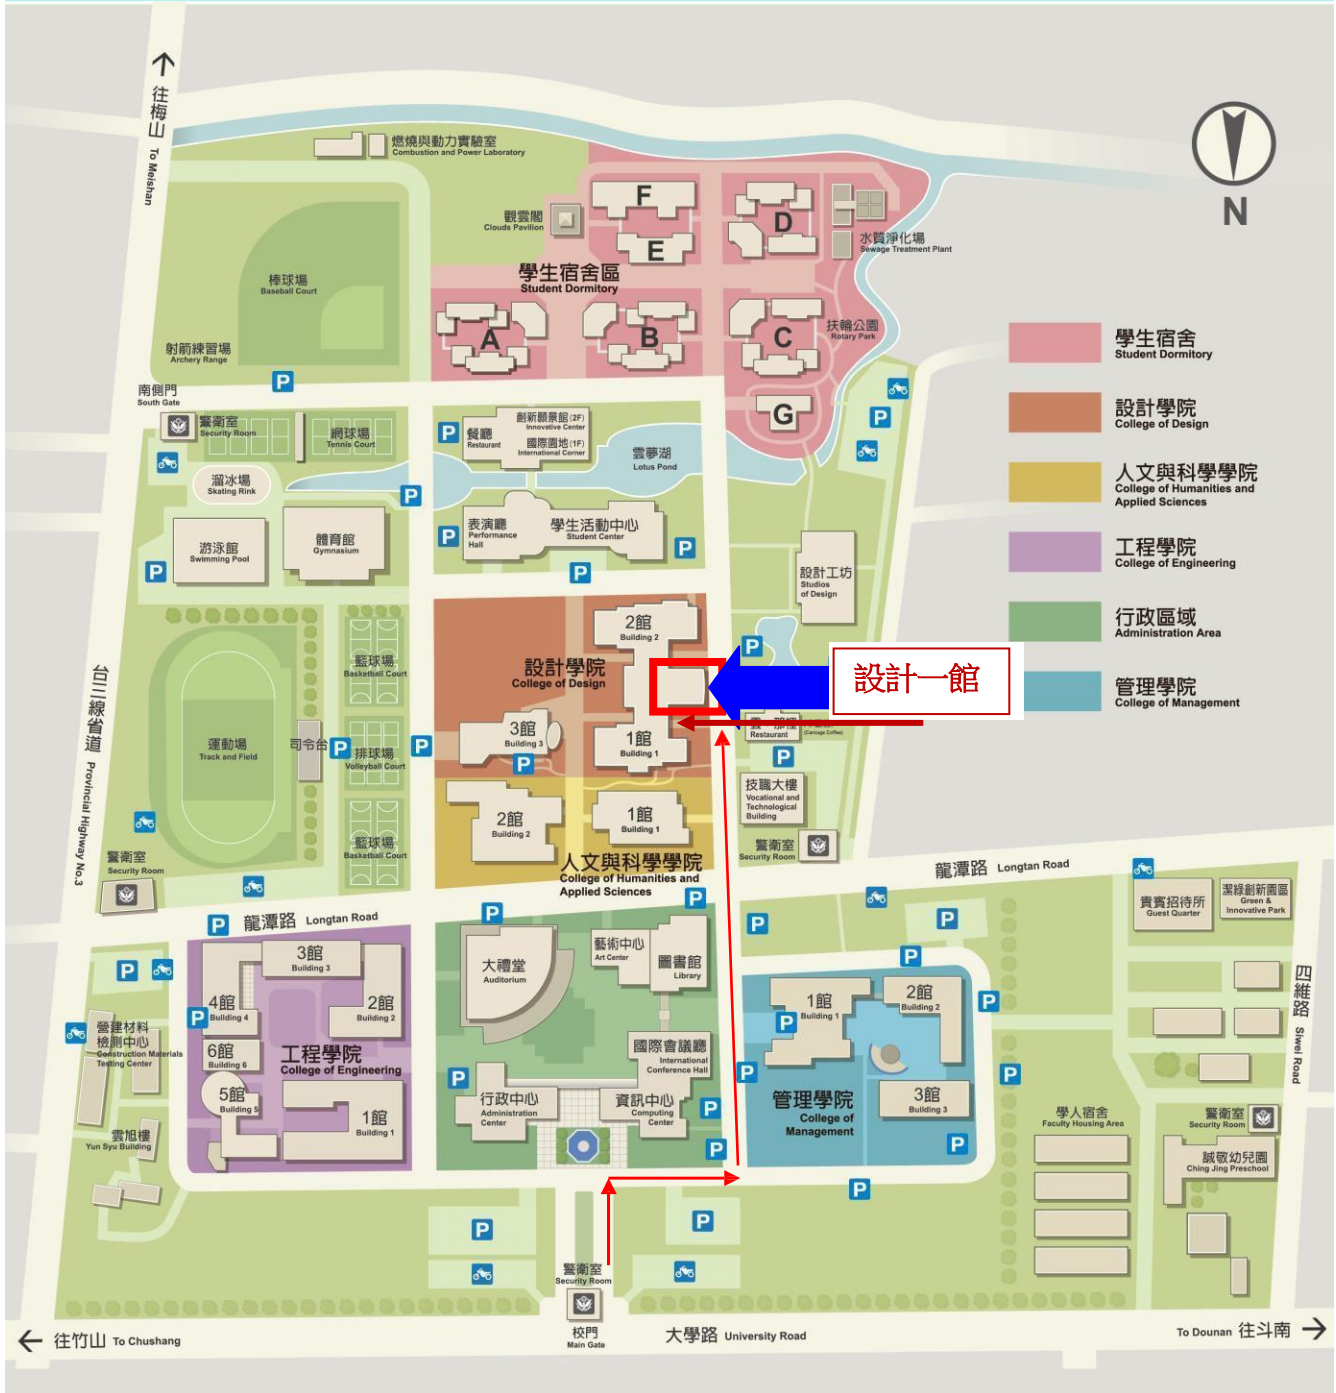 往梅山 To Meishan
燃燒與動力實驗室
Combustion and Power Laboratory
N
觀雲閣
Clouds Pavilion
F
E
D
水質淨化場
Sewage Treatment Plant
學生宿舍區
Student Dormitory
棒球場
Baseball Court
A
B
C
扶輪公園
Rotary Park
射箭練習場
Archery Range
學生宿舍
Student Dormitory
設計學院
College of Design
人文與科學學院
College of Humanities and
Applied Sciences
工程學院
College of Engineering
行政區域
Administration Area
管理學院
College of Management
P
南側門
South Gate
警衛室
Security Room
網球場
Tennis Court
P
餐廳
Restaurant
創新願景館(2F)
Innovative Center
國際園地(1F)
International Corner
雲夢湖
Lotus Pond
G
P
溜冰場
Skating Rink
P
游泳館
Swimming Pool
體育館
Gymnasium
P
P
表演廳
Performance
Hall
學生活動中心
Student Center
P
P
設計工坊
Studios
of Design
2館
Building 2
P
設計一館
設計學院
College of Design
籃球場
Basketball Court
台三線省道 Provincial Highway No.3
運動場
Track and Field
司令台
P
排球場
Volleyball Court
P
3館
Building 3
P
1館
Building 1
Restaurant
P
技職大樓
Vocational and
Technological
Building
2館
Building 2
1館
Building 1
籃球場
Basketball Court
警衛室
Security Room
警衛室
Security Room
人文與科學學院
College of Humanities and
Applied Sciences
龍潭路 Longtan Road
貴賓招待所
Guest Quarter
潔綠創新園區
Green &
Innovative Park
P
龍潭路 Longtan Road
P
P
P
P
3館
Building 3
大禮堂
Auditorium
藝術中心
Art Center
圖書館
Library
P
P
4館
Building 4
P
2館
Building 2
1館
Building 1
P
2館
Building 2
P
四維路 Siwei Road
營建材料
檢測中心
Construction Materials
Testing Center
6館
Building 6
工程學院
College of Engineering
國際會議廳
International
Conference Hall
P
P
P
5館
Building 5
1館
Building 1
行政中心
Administration
Center
資訊中心
Computing
Center
P
管理學院
College of
Management
3館
Building 3
學人宿舍
Faculty Housing Area
警衛室
Security Room
雲旭樓
Yun Syu Building
P
P
誠敬幼兒園
Ching Jing Preschool
P
P
P
警衛室
Security Room
校門
Main Gate
往竹山 To Chushang
大學路 University Road
To Dounan 往斗南